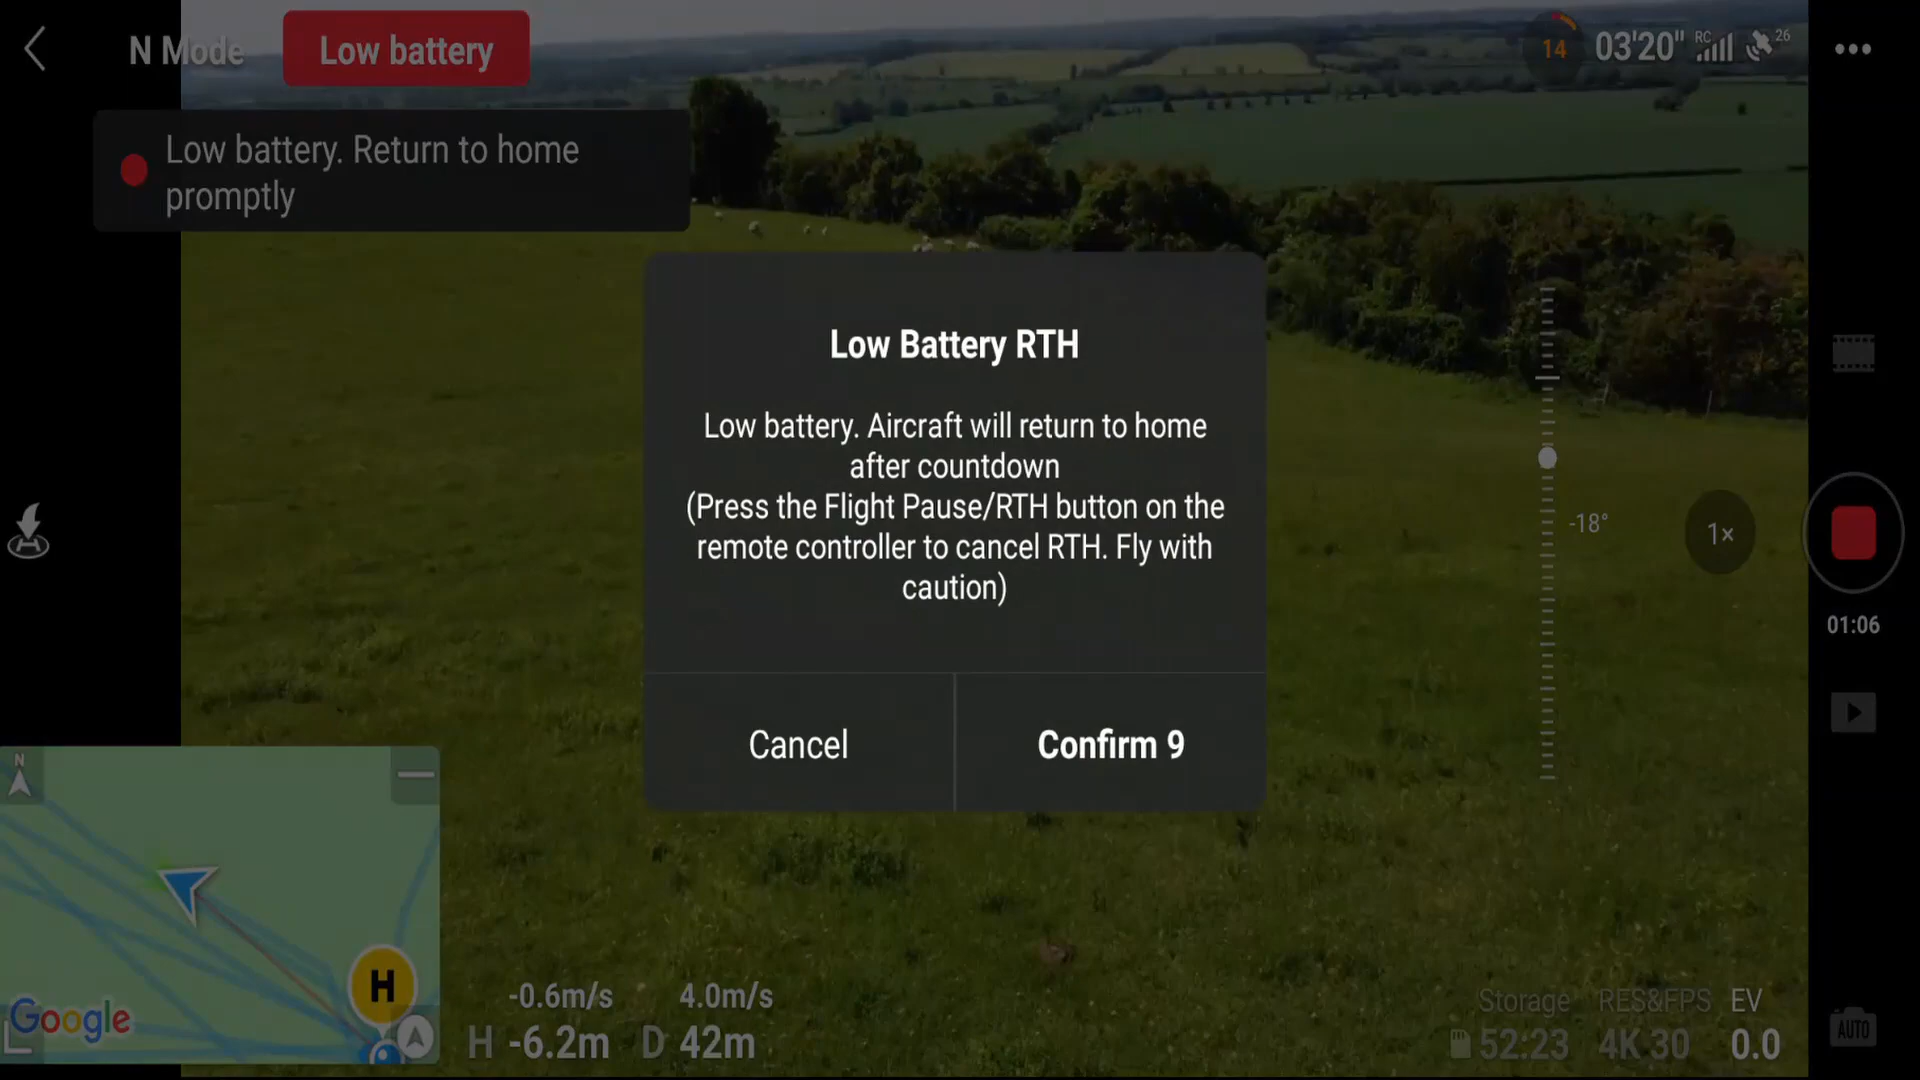 N Mode
Low battery
14
03'20"
RC
26
Low battery. Return to home
promptly
Low Battery RTH
Low battery. Aircraft will return to home
after countdown
(Press the Flight Pause/RTH button on the
remote controller to cancel RTH. Fly with
caution)
Cancel
Confirm 9
-18°
1×
01:06
N
H
Google
-0.6m/s
4.0m/s
H -6.2m
D 42m
Storage
RES&FPS
EV
52:23
4K 30
0.0
AUTO